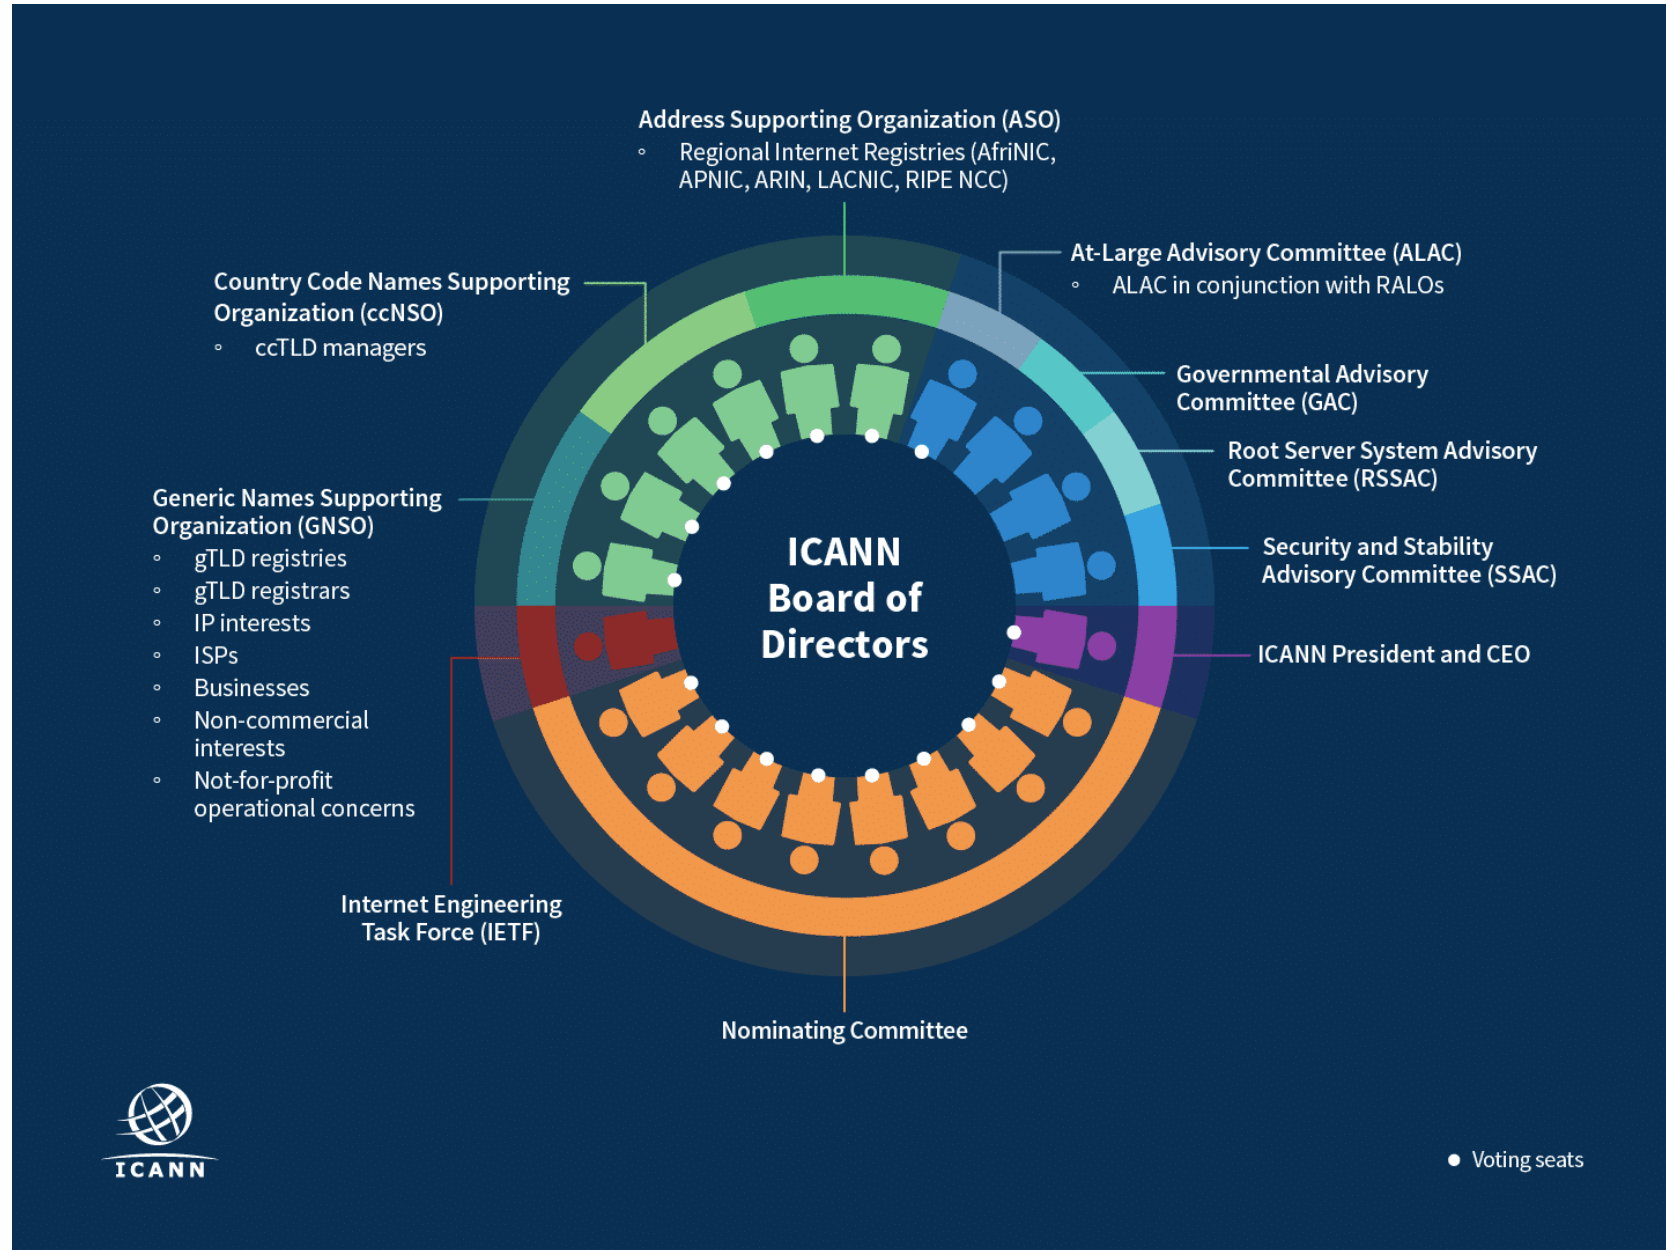 Address Supporting Organization (ASO)
◦ Regional Internet Registries (AfriNIC,
APNIC, ARIN, LACNIC, RIPE NCC)
At-Large Advisory Committee (ALAC)
◦ ALAC in conjunction with RALOs
Country Code Names Supporting
Organization (ccNSO)
◦ ccTLD managers
Governmental Advisory
Committee (GAC)
Root Server System Advisory
Committee (RSSAC)
Generic Names Supporting
Organization (GNSO)
◦ gTLD registries
◦ gTLD registrars
◦ IP interests
◦ ISPs
◦ Businesses
◦ Non-commercial
interests
◦ Not-for-profit
operational concerns
ICANN
Board of
Directors
Security and Stability
Advisory Committee (SSAC)
ICANN President and CEO
Internet Engineering
Task Force (IETF)
Nominating Committee
ICANN
Voting seats